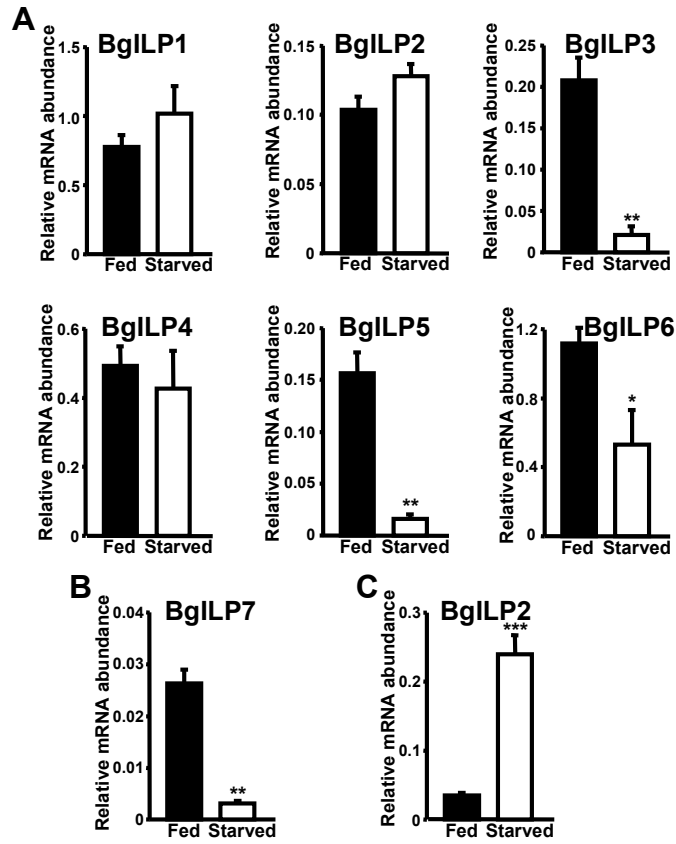 A
BgILP1
Relative mRNA abundance
1.5
1.0
0.5
0
Fed Starved
BgILP2
Relative mRNA abundance
0.15
0.10
0.05
0
Fed Starved
BgILP3
Relative mRNA abundance
0.25
0.20
0.15
0.10
0.05
0
**
Fed Starved
BgILP4
Relative mRNA abundance
0.6
0.4
0.2
0
Fed Starved
BgILP5
Relative mRNA abundance
0.20
0.15
0.10
0.05
0
**
Fed Starved
BgILP6
Relative mRNA abundance
1.2
0.8
0.4
0
*
Fed Starved
B
BgILP7
Relative mRNA abundance
0.04
0.03
0.02
0.01
0
**
Fed Starved
C
BgILP2
Relative mRNA abundance
0.3
0.2
0.1
0
***
Fed Starved